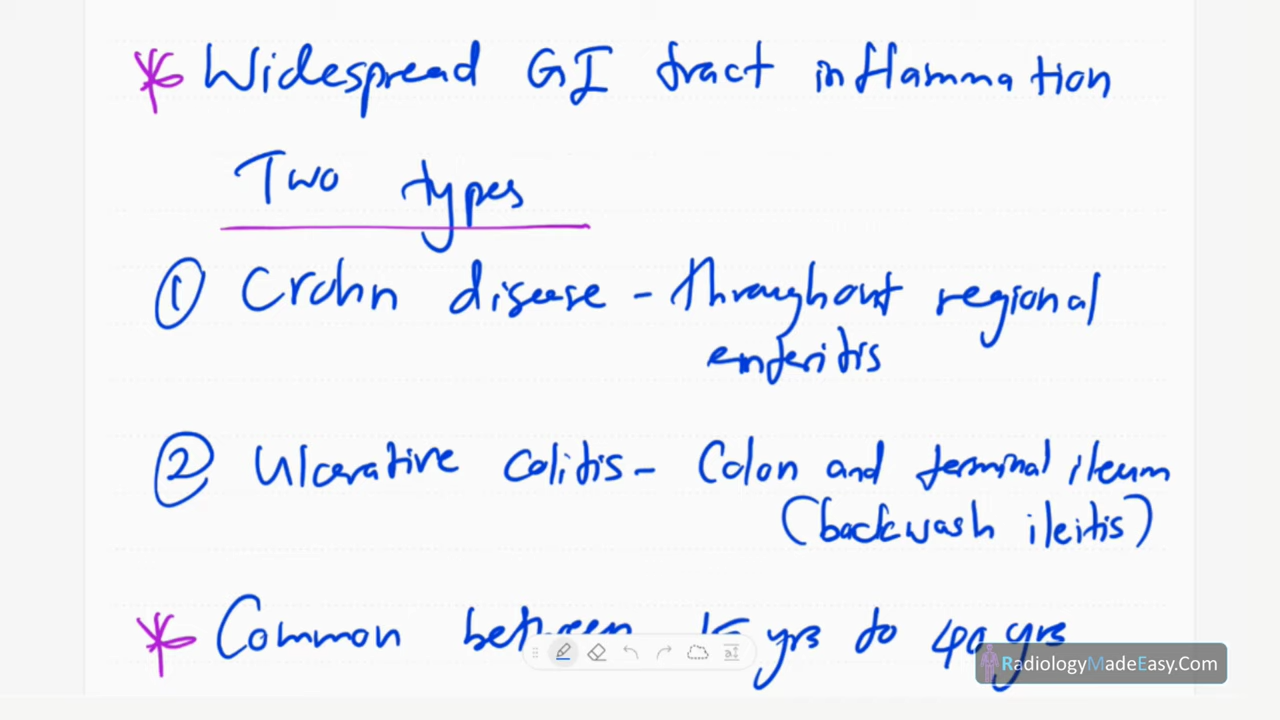 * Widespread GI tract inflammation
Two types
① Crohn disease - throughout regional
enteritis
② Ulcerative colitis - Colon and terminal ileum
(backwash ileitis)
* Common between 15 yrs to 40 yrs
RadiologyMadeEasy.Com